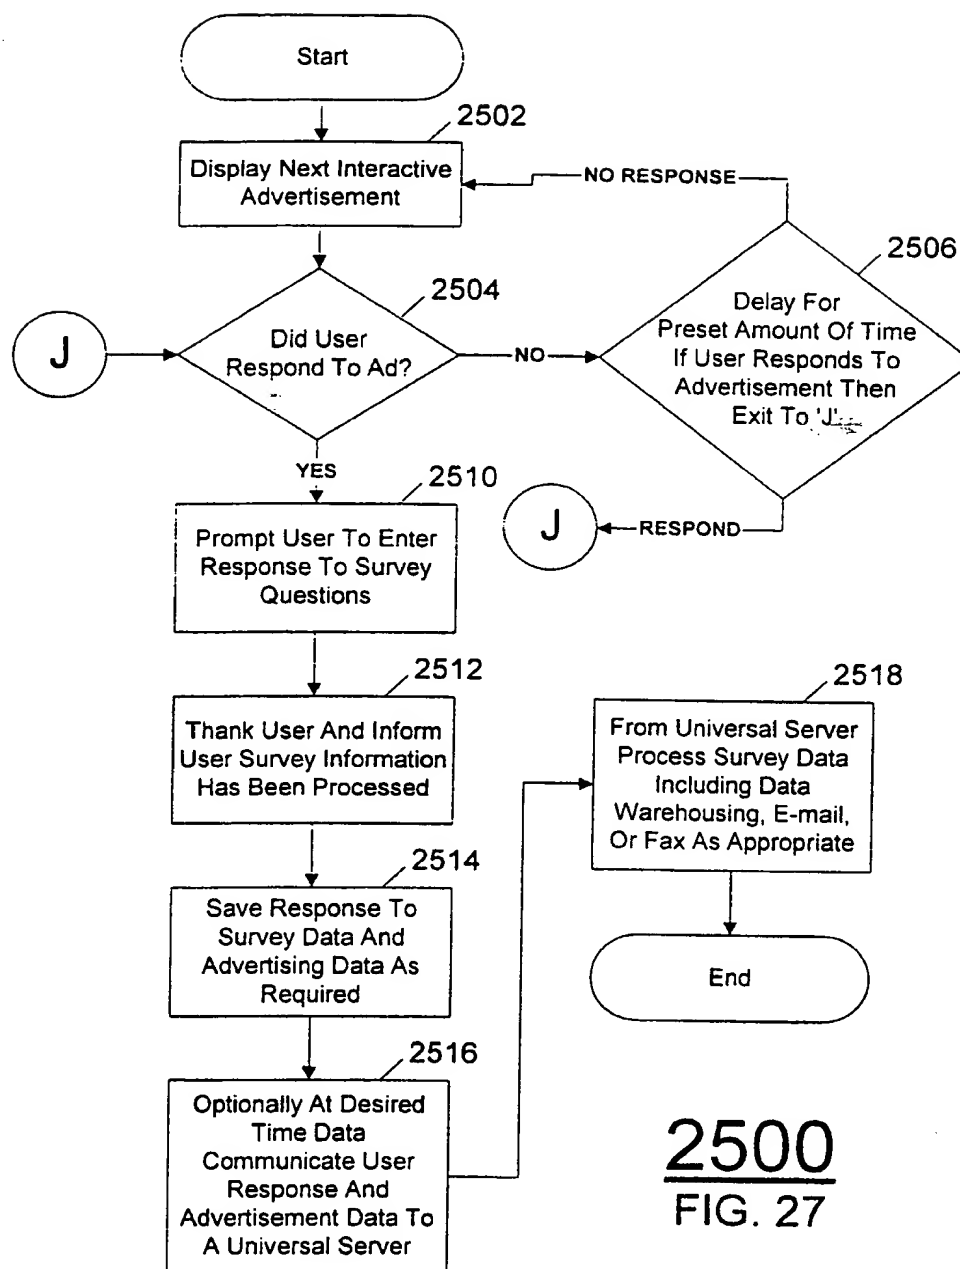 Start
2502
Display Next Interactive
Advertisement
NO RESPONSE
2506
Delay For
Preset Amount Of Time
If User Responds To
Advertisement Then
Exit To 'J'
2504
Did User
Respond To Ad?
J
NO
YES
RESPOND
J
2510
Prompt User To Enter
Response To Survey
Questions
2512
Thank User And Inform
User Survey Information
Has Been Processed
2514
Save Response To
Survey Data And
Advertising Data As
Required
2516
Optionally At Desired
Time Data
Communicate User
Response And
Advertisement Data To
A Universal Server
2518
From Universal Server
Process Survey Data
Including Data
Warehousing, E-mail,
Or Fax As Appropriate
End
2500
FIG. 27